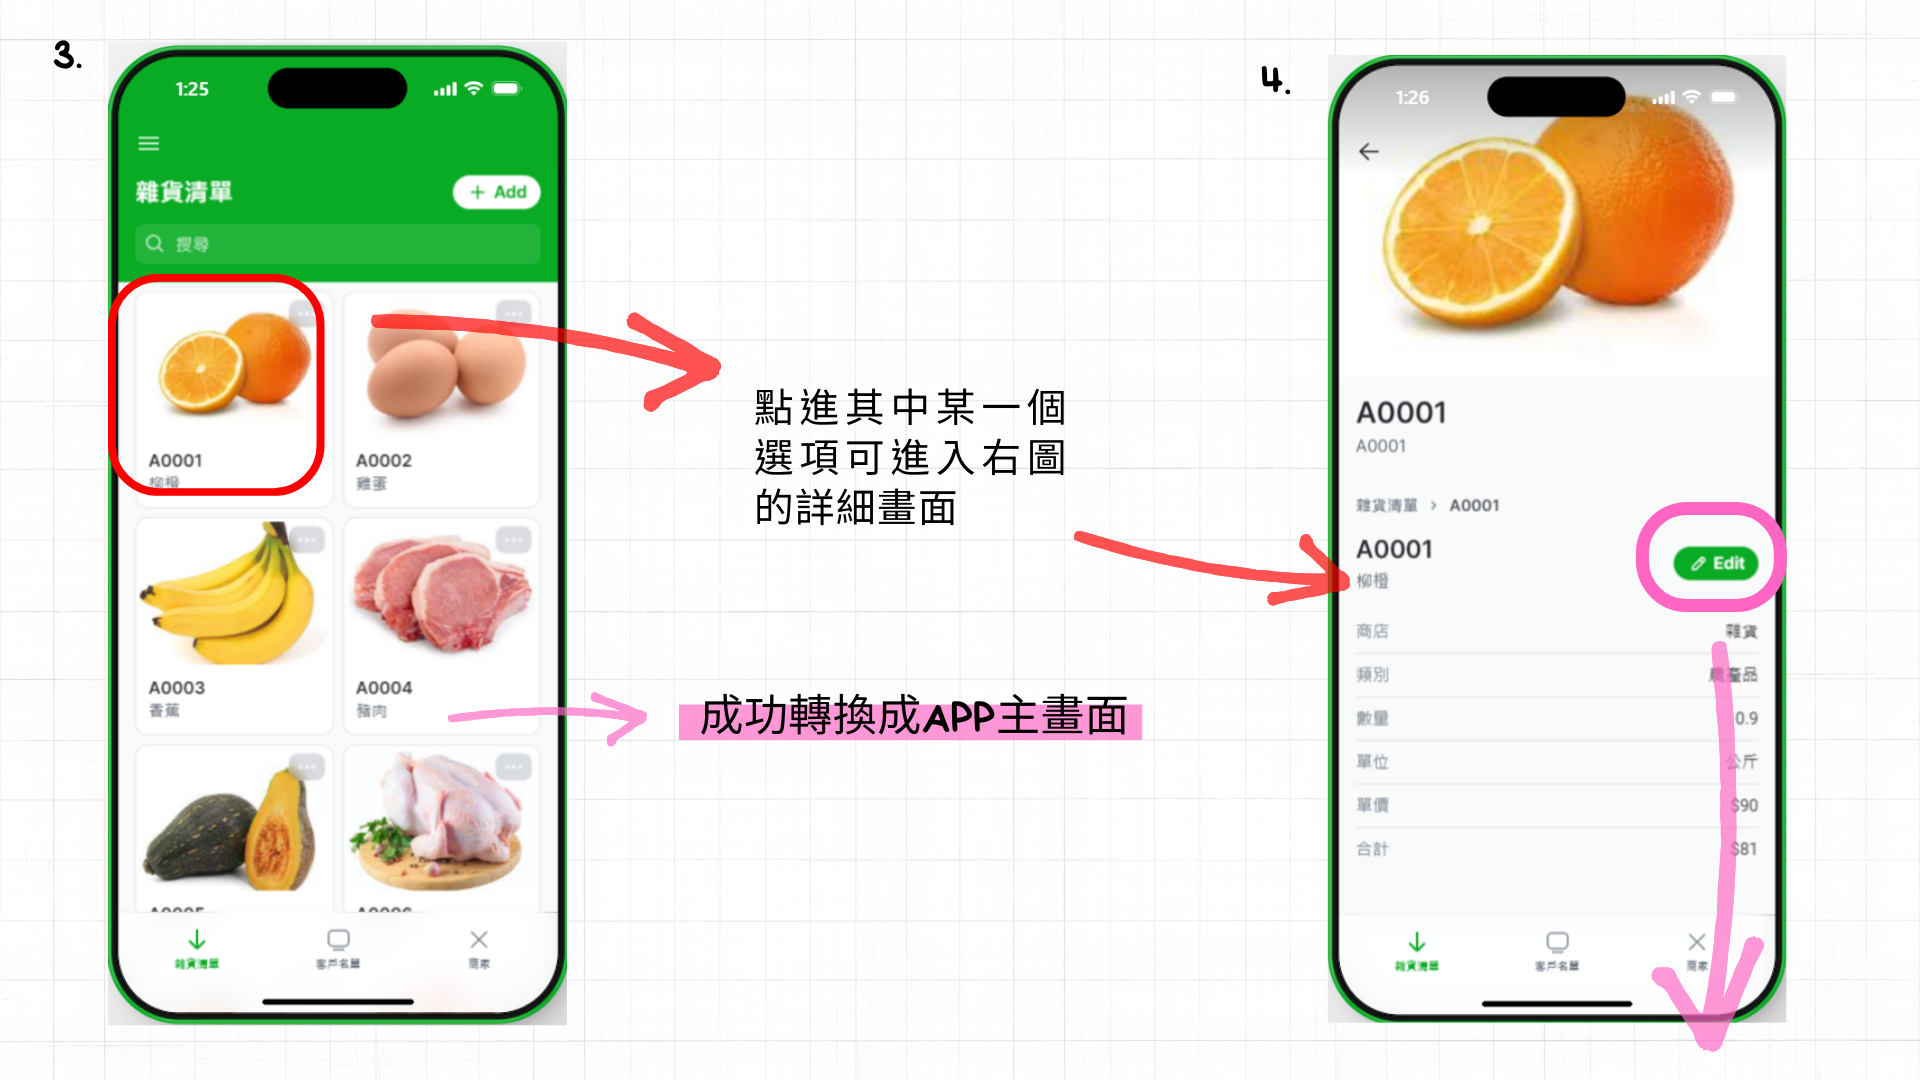 3.
1:25
雜貨清單
+ Add
搜尋
A0001
柳橙
A0002
雞蛋
A0003
香蕉
A0004
豬肉
A0005
A0006
雜貨清單
客戶名單
商家
點進其中某一個
選項可進入右圖
的詳細畫面
成功轉換成APP主畫面
4.
1:26
A0001
A0001
雜貨清單 > A0001
A0001
柳橙
Edit
商店 雜貨
類別 農產品
數量 0.9
單位 公斤
單價 $90
合計 $81
雜貨清單
客戶名單
商家